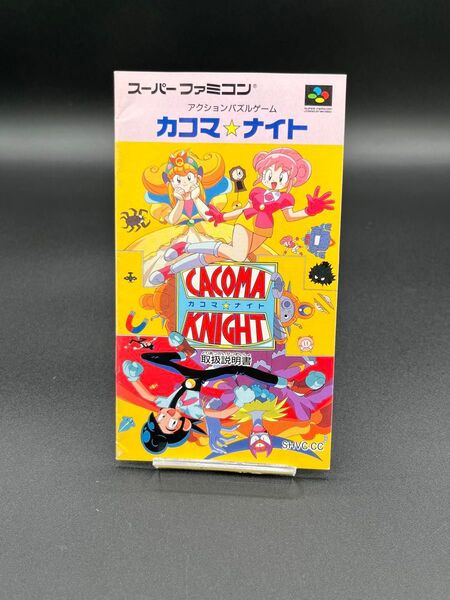 スーパーファミコン®
アクションパズルゲーム
カコマ★ナイト
CACOMA
カコマ★ナイト
KNIGHT
取扱説明書
SHVC-CC